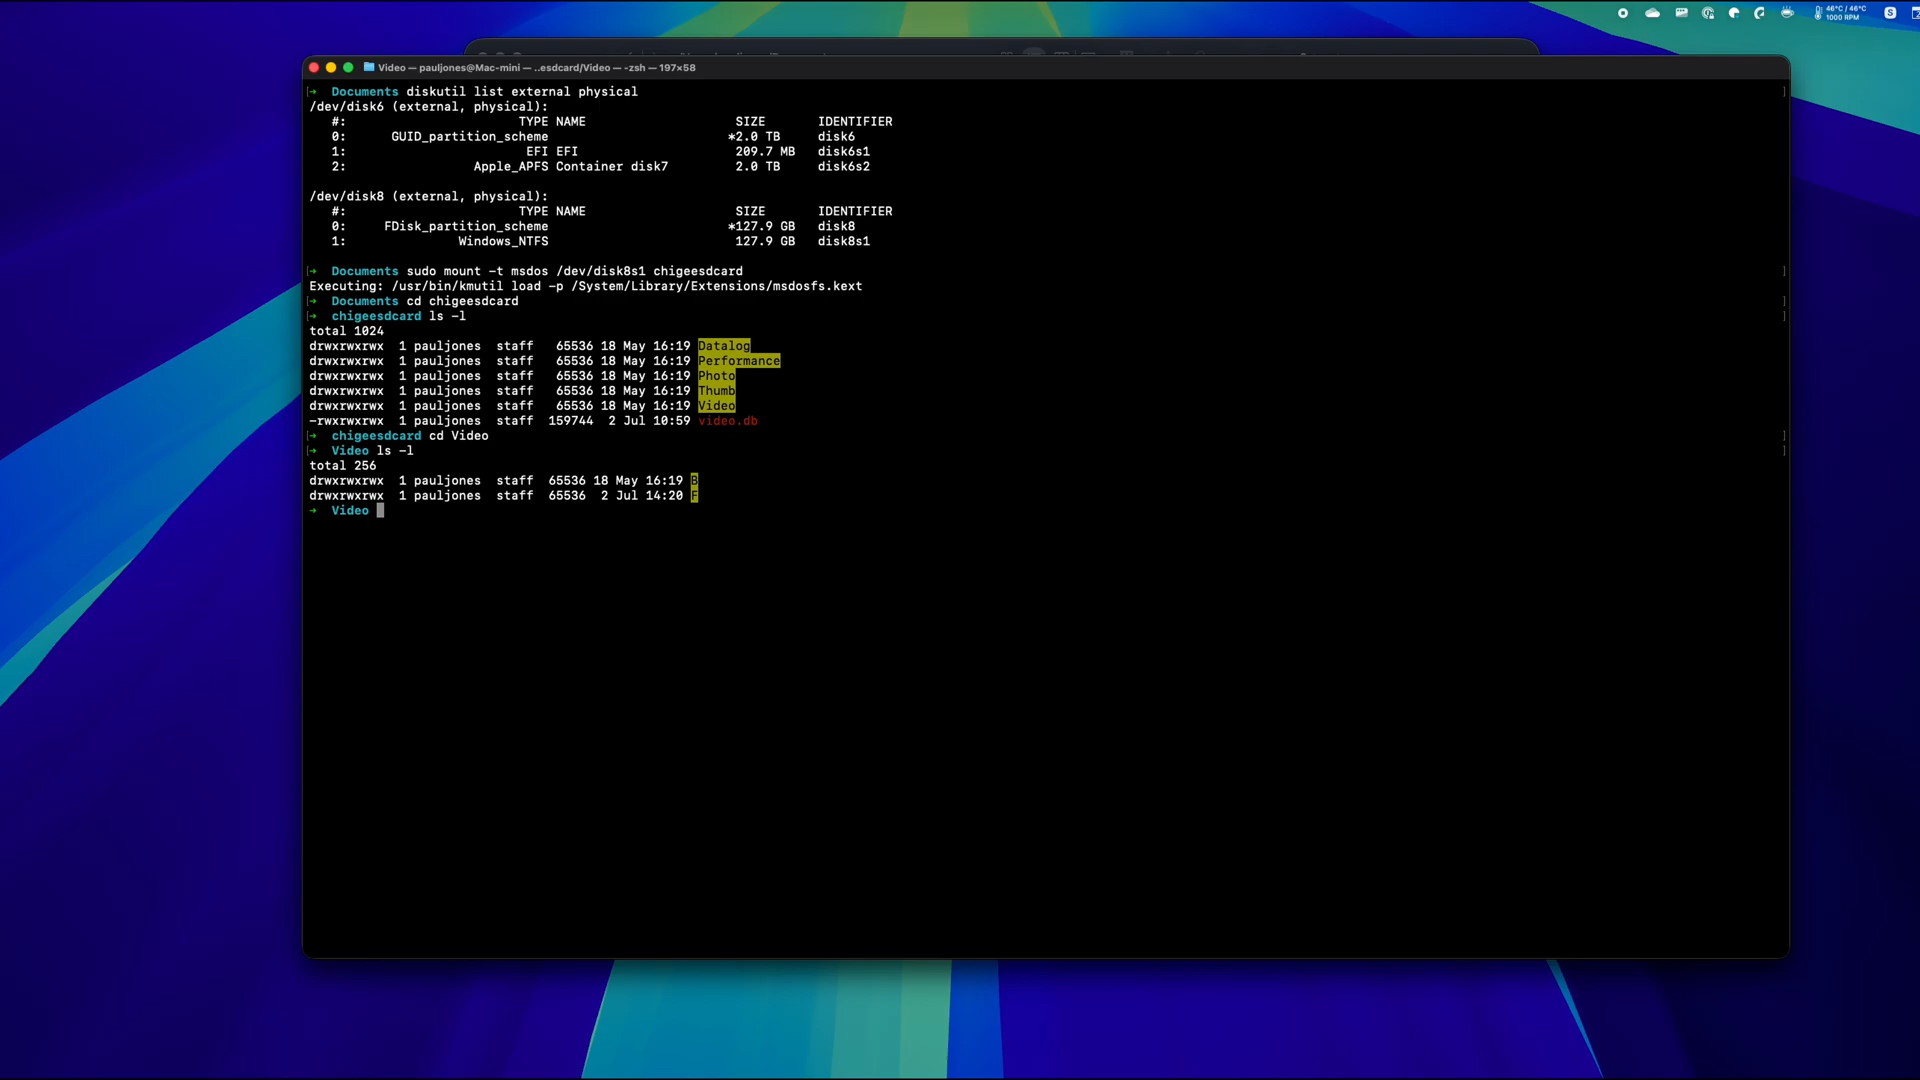 46°C / 46°C
1000 RPM
Video — pauljones@Mac-mini — ..esdcard/Video — -zsh — 197×58
[→ Documents diskutil list external physical ]
/dev/disk6 (external, physical):
#: TYPE NAME SIZE IDENTIFIER
0: GUID_partition_scheme *2.0 TB disk6
1: EFI EFI 209.7 MB disk6s1
2: Apple_APFS Container disk7 2.0 TB disk6s2
/dev/disk8 (external, physical):
#: TYPE NAME SIZE IDENTIFIER
0: FDisk_partition_scheme *127.9 GB disk8
1: Windows_NTFS 127.9 GB disk8s1
[→ Documents sudo mount -t msdos /dev/disk8s1 chigeesdcard ]
Executing: /usr/bin/kmutil load -p /System/Library/Extensions/msdosfs.kext
[→ Documents cd chigeesdcard ]
[→ chigeesdcard ls -l ]
total 1024
drwxrwxrwx 1 pauljones staff 65536 18 May 16:19 Datalog
drwxrwxrwx 1 pauljones staff 65536 18 May 16:19 Performance
drwxrwxrwx 1 pauljones staff 65536 18 May 16:19 Photo
drwxrwxrwx 1 pauljones staff 65536 18 May 16:19 Thumb
drwxrwxrwx 1 pauljones staff 65536 18 May 16:19 Video
-rwxrwxrwx 1 pauljones staff 159744 2 Jul 10:59 video.db
[→ chigeesdcard cd Video ]
[→ Video ls -l ]
total 256
drwxrwxrwx 1 pauljones staff 65536 18 May 16:19 B
drwxrwxrwx 1 pauljones staff 65536 2 Jul 14:20 F
→ Video